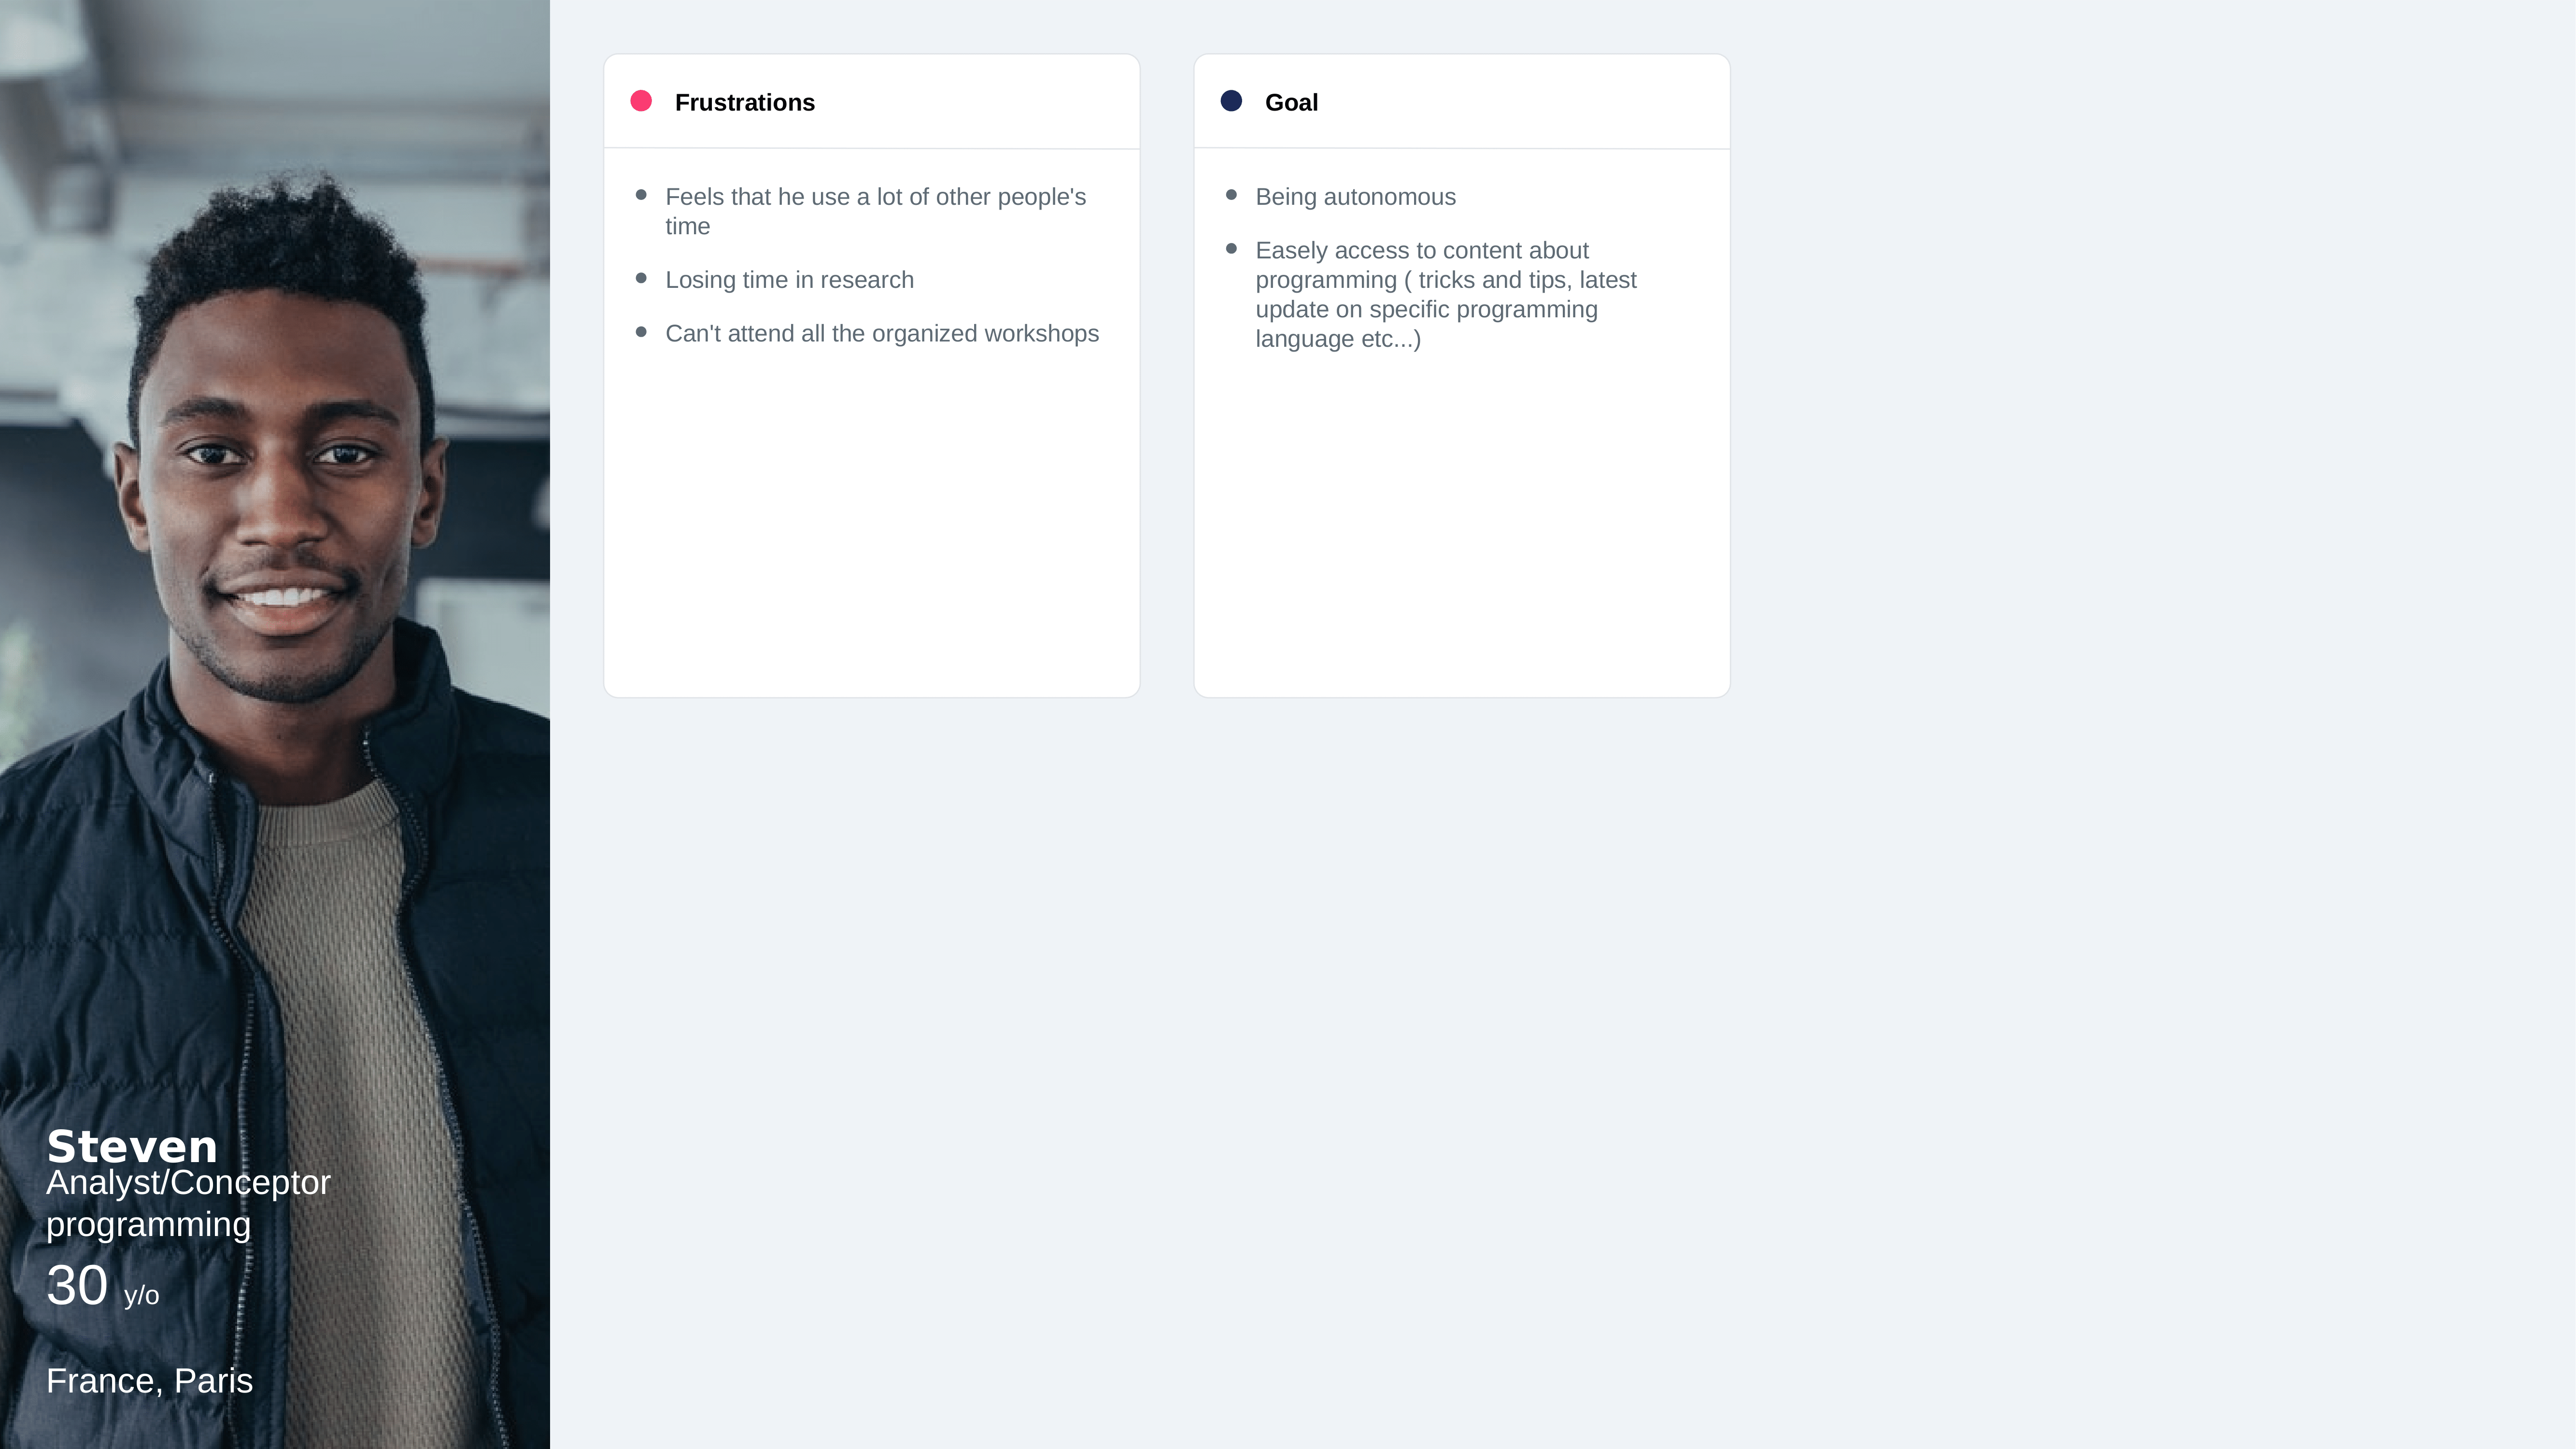 Frustrations
Feels that he use a lot of other people's
time
Losing time in research
Can't attend all the organized workshops
Goal
Being autonomous
Easely access to content about
programming ( tricks and tips, latest
update on specific programming
language etc...)
Steven
Analyst/Conceptor
programming
30 y/o
France, Paris